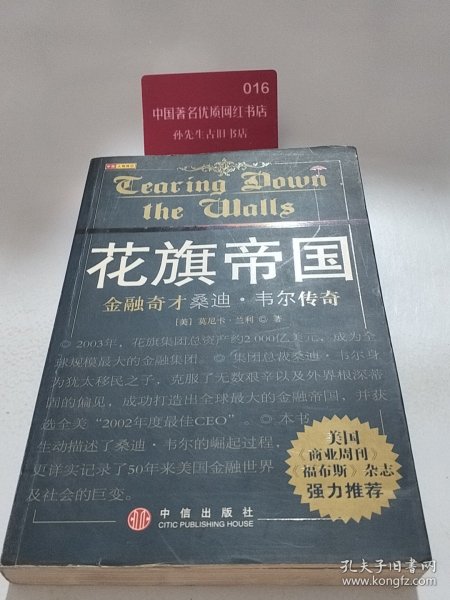 016
中国著名优质网红书店
孙先生古旧书店
Tearing Down
the Walls
花旗帝国
金融奇才桑迪·韦尔传奇
[美] 莫尼卡·兰利 ◎ 著
◎ 2003年，花旗集团总资产约2 000亿美元，成为全
球规模最大的金融集团。◎ 集团总裁桑迪·韦尔身
为犹太移民之子，克服了无数艰辛以及外界根深蒂
固的偏见，成功打造出全球最大的金融帝国，并获
选全美“2002年度最佳CEO”。◎ 本书
生动描述了桑迪·韦尔的崛起过程，
更详实记录了50年来美国金融世界
及社会的巨变。
美国
《商业周刊》
《福布斯》杂志
强力推荐
中信出版社
CITIC PUBLISHING HOUSE
孔夫子旧书网
www.kongfz.com